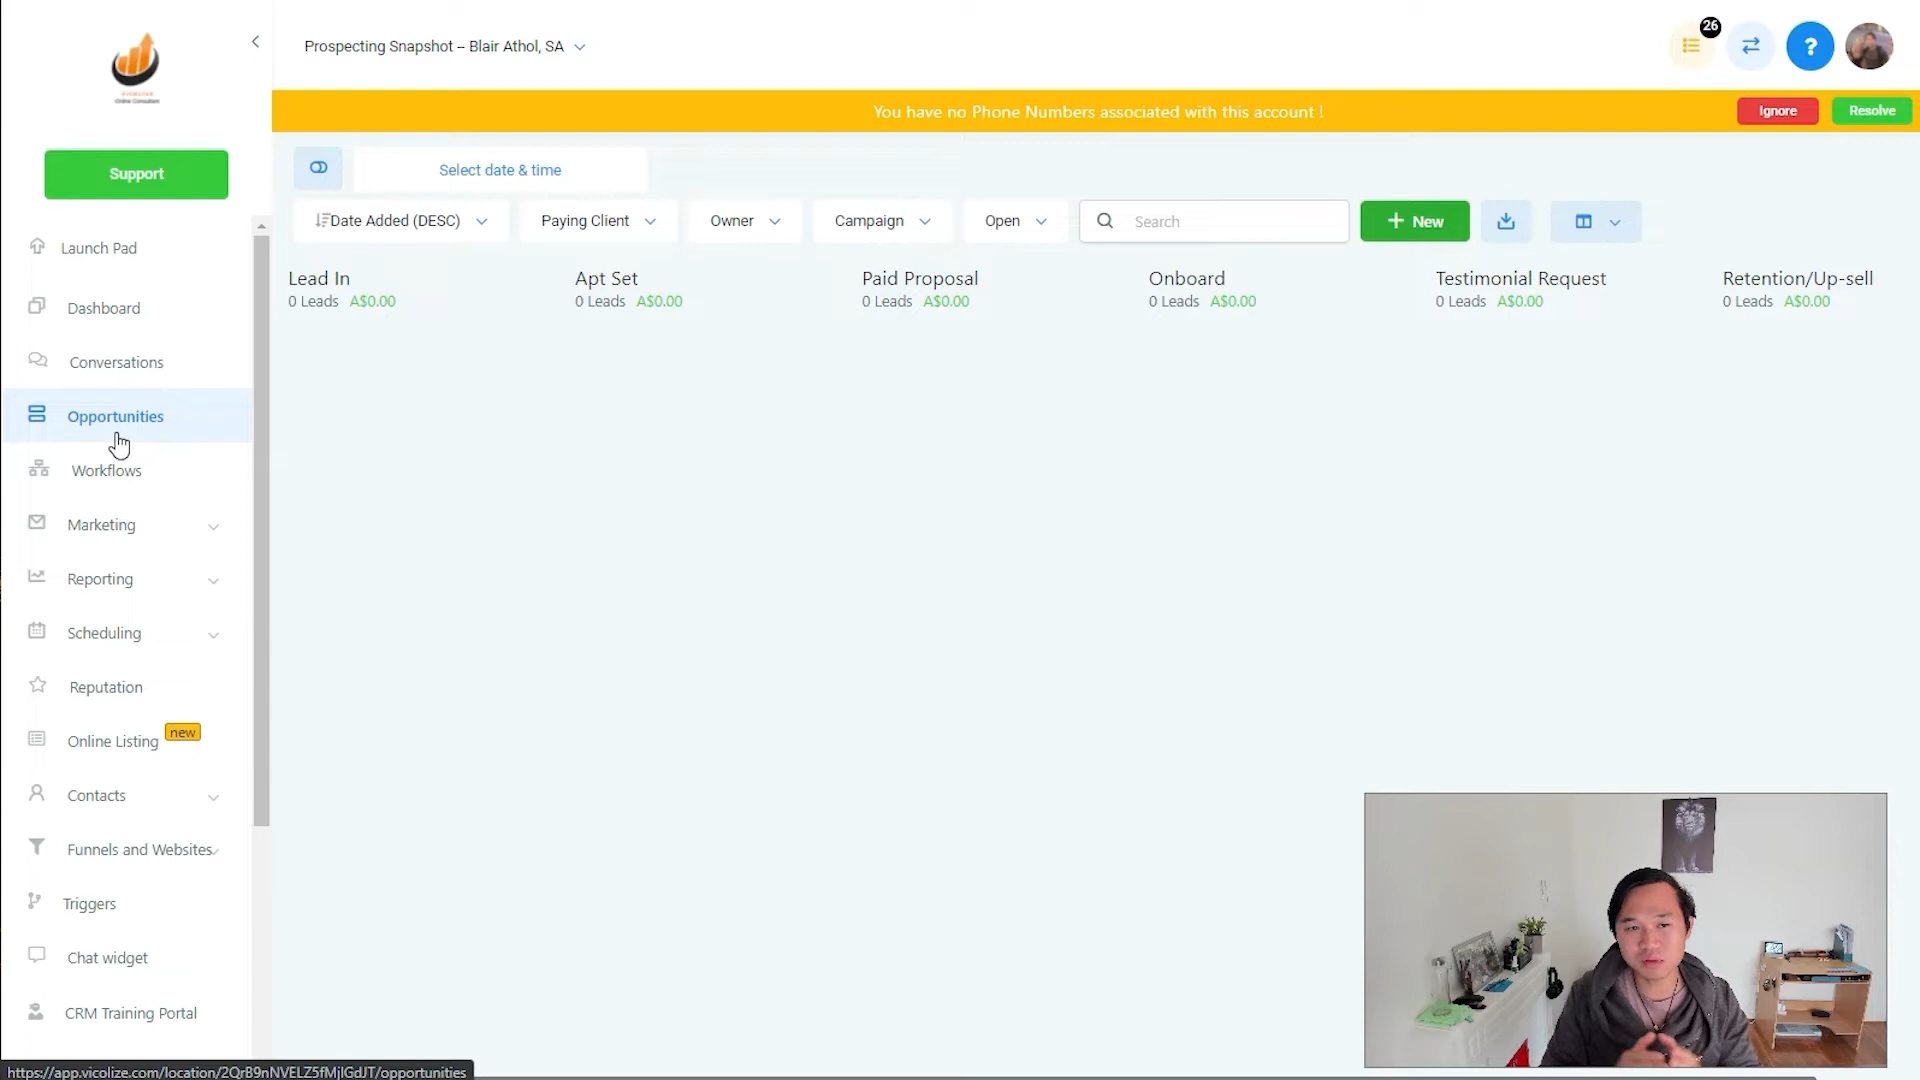 Prospecting Snapshot -- Blair Athol, SA
26
?
Online Consultant
You have no Phone Numbers associated with this account !
Ignore
Resolve
Support
Select date & time
Date Added (DESC)
Paying Client
Owner
Campaign
Open
Search
+ New
Lead In
0 Leads A$0.00
Apt Set
0 Leads A$0.00
Paid Proposal
0 Leads A$0.00
Onboard
0 Leads A$0.00
Testimonial Request
0 Leads A$0.00
Retention/Up-sell
0 Leads A$0.00
Launch Pad
Dashboard
Conversations
Opportunities
Workflows
Marketing
Reporting
Scheduling
Reputation
Online Listing new
Contacts
Funnels and Websites
Triggers
Chat widget
CRM Training Portal
https://app.vicolize.com/location/2QrB9nNVELZ5fMjlGdJT/opportunities